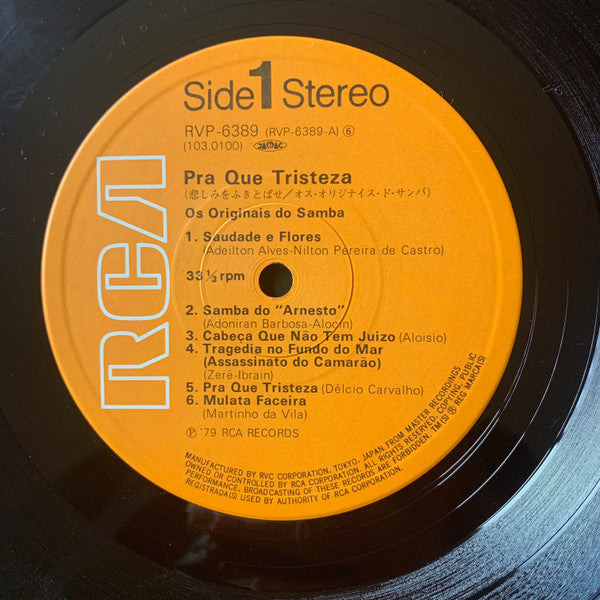 Side 1 Stereo
RVP-6389 (RVP-6389-A) ⑥
(103.0100) JASRAC
RCA
Pra Que Tristeza
(悲しみをふきとばせ/オス・オリジナイス・ド・サンバ)
Os Originais do Samba
1. Saudade e Flores
(Adeilton Alves-Nilton Pereira de Castro)
33 1/3 rpm
2. Samba do "Arnesto"
(Adoniran Barbosa-Alocin)
3. Cabeça Que Não Tem Juizo (Aloisio)
4. Tragedia no Fundo do Mar
(Assassinato do Camarão)
(Zeré-Ibrain)
5. Pra Que Tristeza (Délcio Carvalho)
6. Mulata Faceira
(Martinho da Vila)
Ⓟ '79 RCA RECORDS
MANUFACTURED BY RVC CORPORATION, TOKYO, JAPAN, FROM MASTER RECORDINGS
OWNED OR CONTROLLED BY RCA CORPORATION. ALL RIGHTS RESERVED. COPYING, PUBLIC
PERFORMANCE, BROADCASTING OF THESE RECORDS ARE FORBIDDEN. TM(S) ® REG. MARCA(S)
REGISTRADA(S) USED BY AUTHORITY OF RCA CORPORATION.